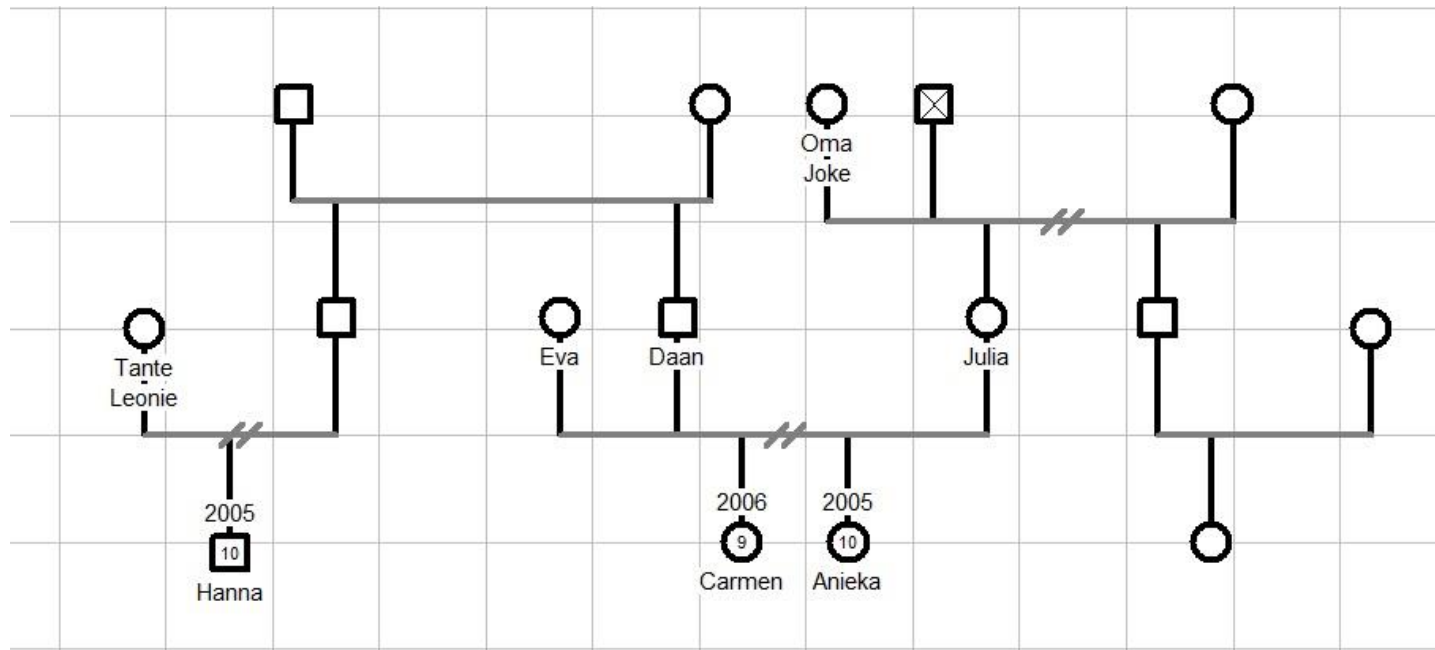 Oma
Joke
Tante
Leonie
Eva
Daan
Julia
2005
10
Hanna
2006
9
Carmen
2005
10
Anieka